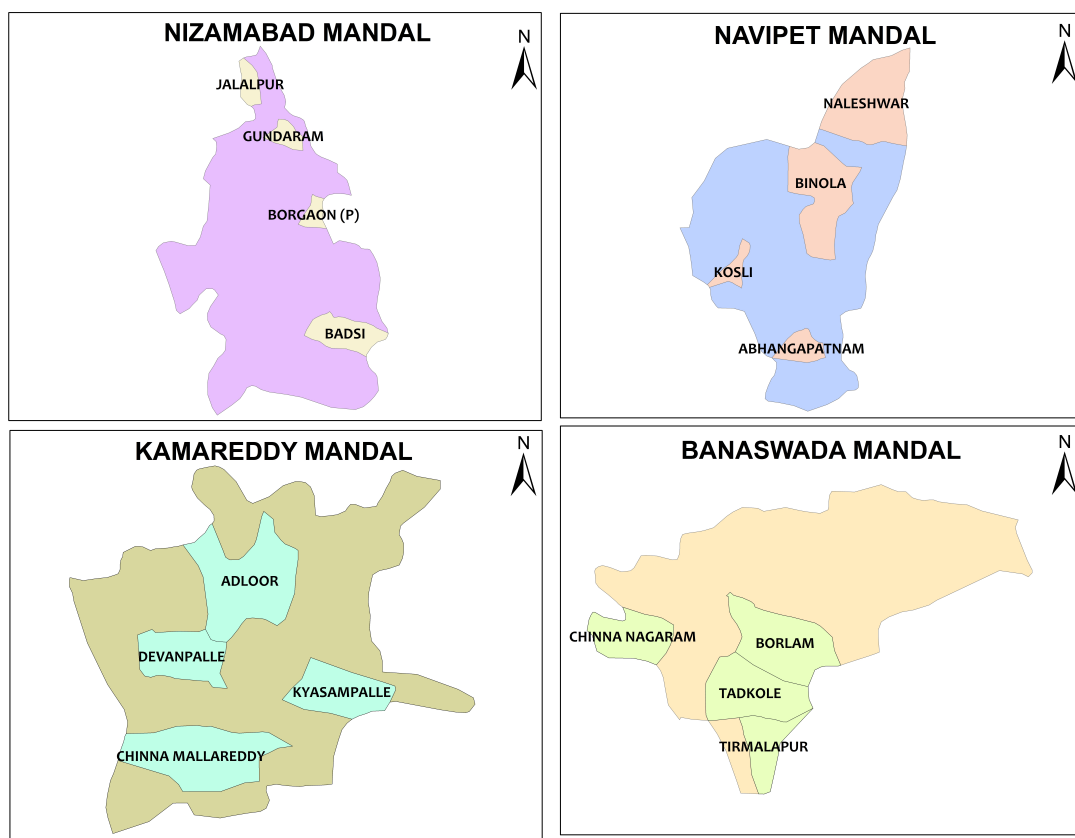 NIZAMABAD MANDAL
N
JALALPUR
GUNDARAM
BORGAON (P)
BADSI
NAVIPET MANDAL
N
NALESHWAR
BINOLA
KOSLI
ABHANGAPATNAM
KAMAREDDY MANDAL
N
ADLOOR
DEVANPALLE
KYASAMPALLE
CHINNA MALLAREDDY
BANASWADA MANDAL
N
CHINNA NAGARAM
BORLAM
TADKOLE
TIRMALAPUR